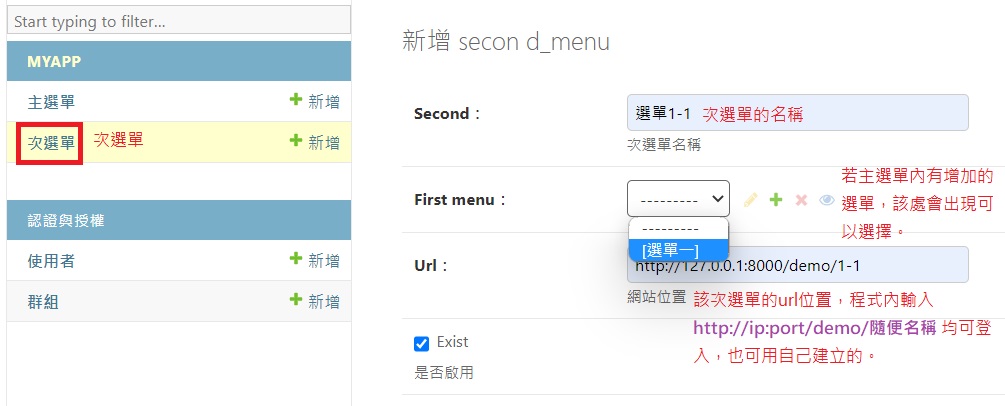 Start typing to filter...
MYAPP
主選單 + 新增
次選單 次選單 + 新增
認證與授權
使用者 + 新增
群組 + 新增
新增 secon d_menu
Second：
選單1-1 次選單的名稱
次選單名稱
First menu：
---------
---------
[選單一]
若主選單內有增加的
選單，該處會出現可
以選擇。
Url：
http://127.0.0.1:8000/demo/1-1
網站位置 該次選單的url位置，程式內輸入
http://ip:port/demo/隨便名稱 均可登
入，也可用自己建立的。
Exist
是否啟用